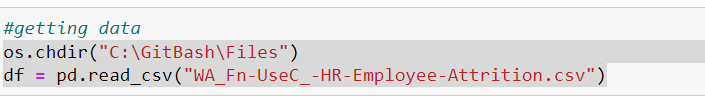 #getting data
os.chdir("C:\GitBash\Files")
df = pd.read_csv("WA_Fn-UseC_-HR-Employee-Attrition.csv")